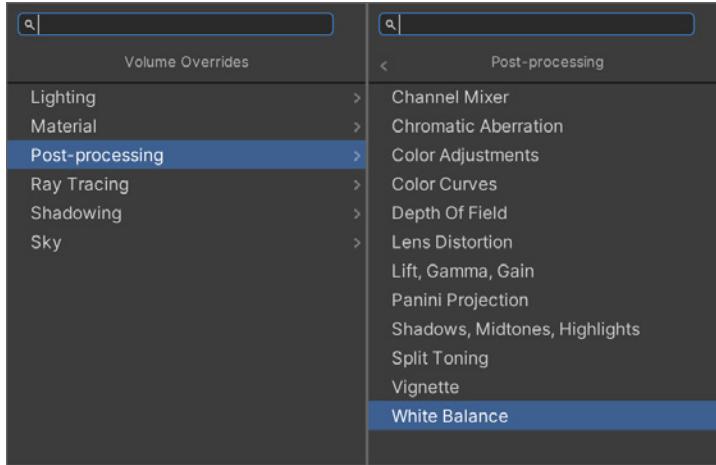 Volume Overrides
Lighting
Material
Post-processing
Ray Tracing
Shadowing
Sky
Post-processing
Channel Mixer
Chromatic Aberration
Color Adjustments
Color Curves
Depth Of Field
Lens Distortion
Lift, Gamma, Gain
Panini Projection
Shadows, Midtones, Highlights
Split Toning
Vignette
White Balance